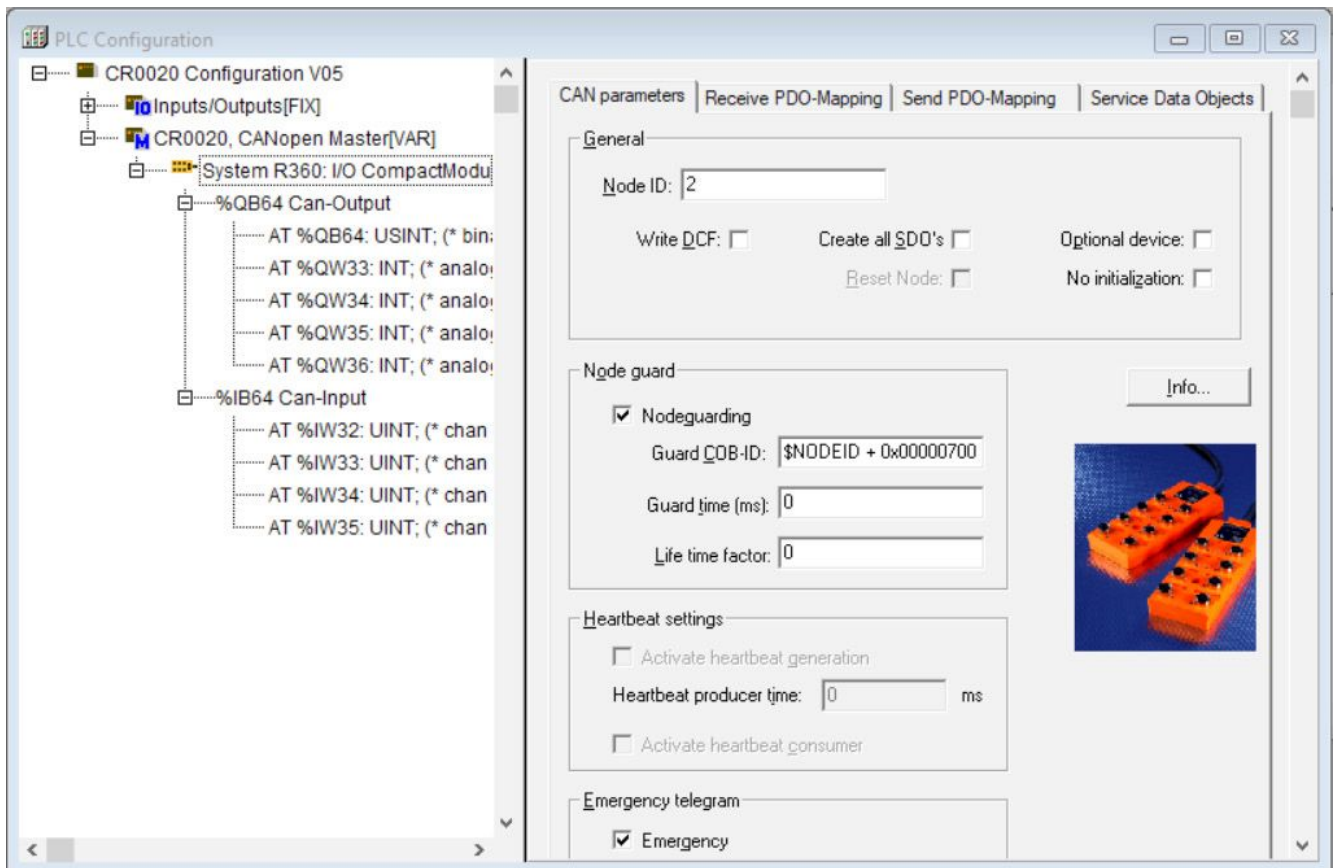 PLC Configuration
CR0020 Configuration V05
Inputs/Outputs[FIX]
CR0020, CANopen Master[VAR]
System R360: I/O CompactModu
%QB64 Can-Output
AT %QB64: USINT; (* bina
AT %QW33: INT; (* analog
AT %QW34: INT; (* analog
AT %QW35: INT; (* analog
AT %QW36: INT; (* analog
%IB64 Can-Input
AT %IW32: UINT; (* chan
AT %IW33: UINT; (* chan
AT %IW34: UINT; (* chan
AT %IW35: UINT; (* chan
CAN parameters Receive PDO-Mapping Send PDO-Mapping Service Data Objects
General
Node ID: 2
Write DCF: Create all SDO's Optional device:
Reset Node: No initialization:
Node guard
Info...
Nodeguarding
Guard COB-ID: $NODEID + 0x00000700
Guard time (ms): 0
Life time factor: 0
Heartbeat settings
Activate heartbeat generation
Heartbeat producer time: 0 ms
Activate heartbeat consumer
Emergency telegram
Emergency